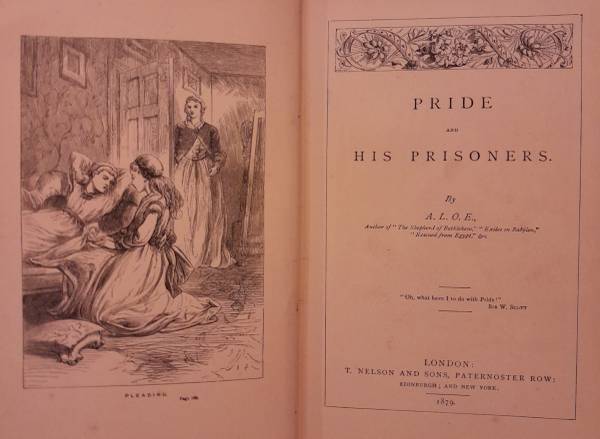 PLEADING.
Page
PRIDE
AND
HIS PRISONERS.
By
A. L. O. E.,
Author of "The Shepherd of Bethlehem," "Exiles in Babylon,"
"Rescued from Egypt," &c.
"Oh, what have I to do with Pride!"
SIR W. SCOTT
LONDON:
T. NELSON AND SONS, PATERNOSTER ROW:
EDINBURGH; AND NEW YORK.
1879.